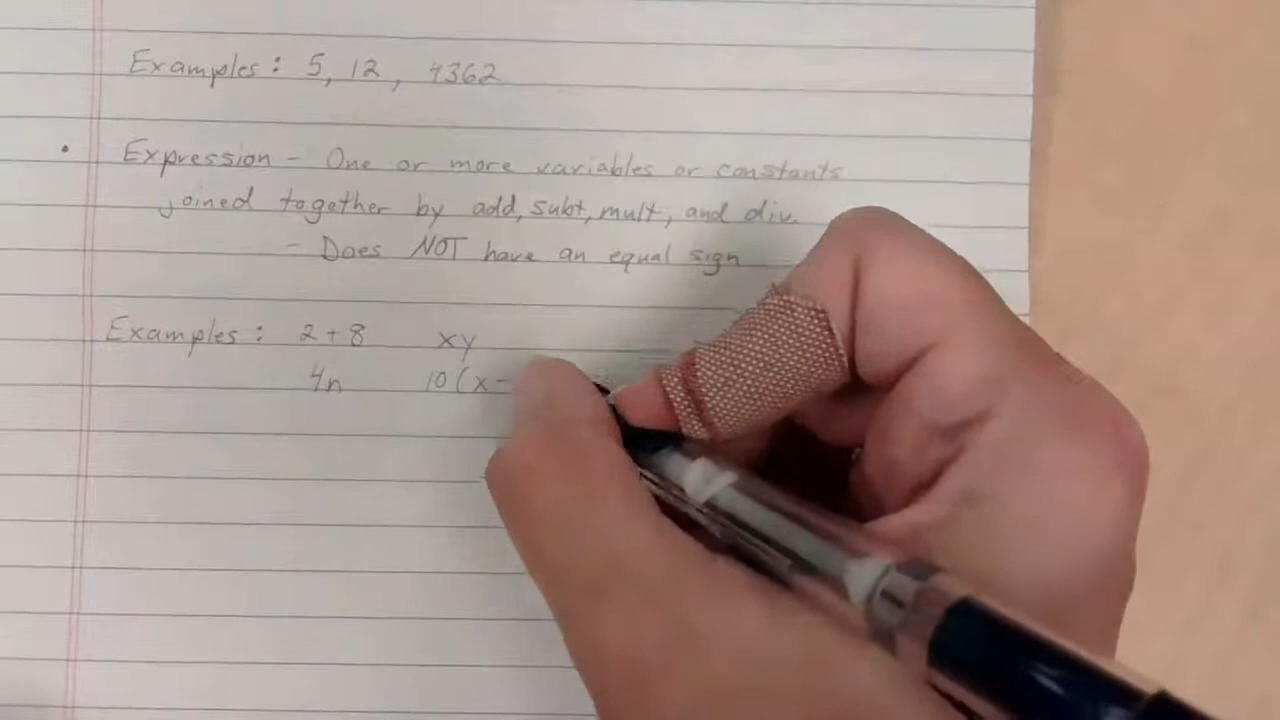 Examples: 5, 12, 4362
• Expression - One or more variables or constants
joined together by add, subt, mult, and div.
- Does NOT have an equal sign
Examples: 2+8 xy
4n 10(x-